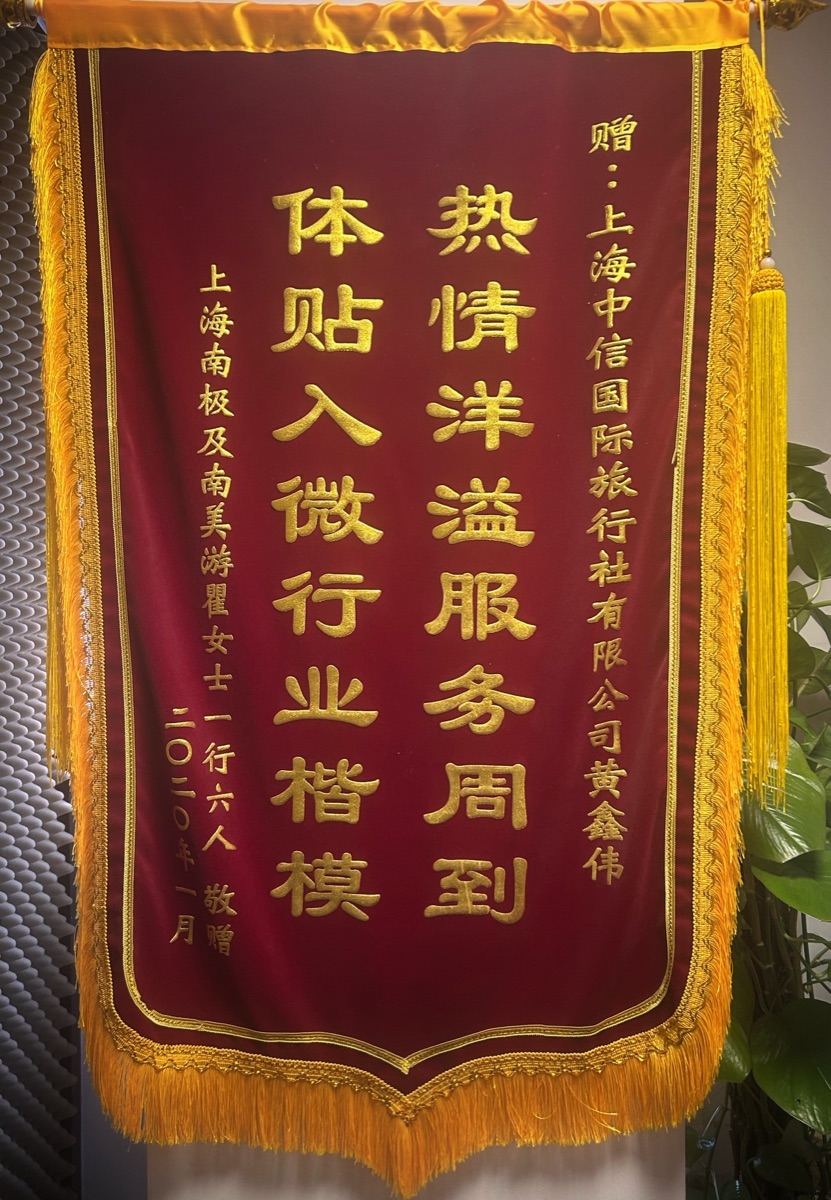 赠：上海中信国际旅行社有限公司黄鑫伟
热情洋溢服务周到
体贴入微行业楷模
上海南极及南美游瞿女士一行六人 敬赠
二〇二〇年一月